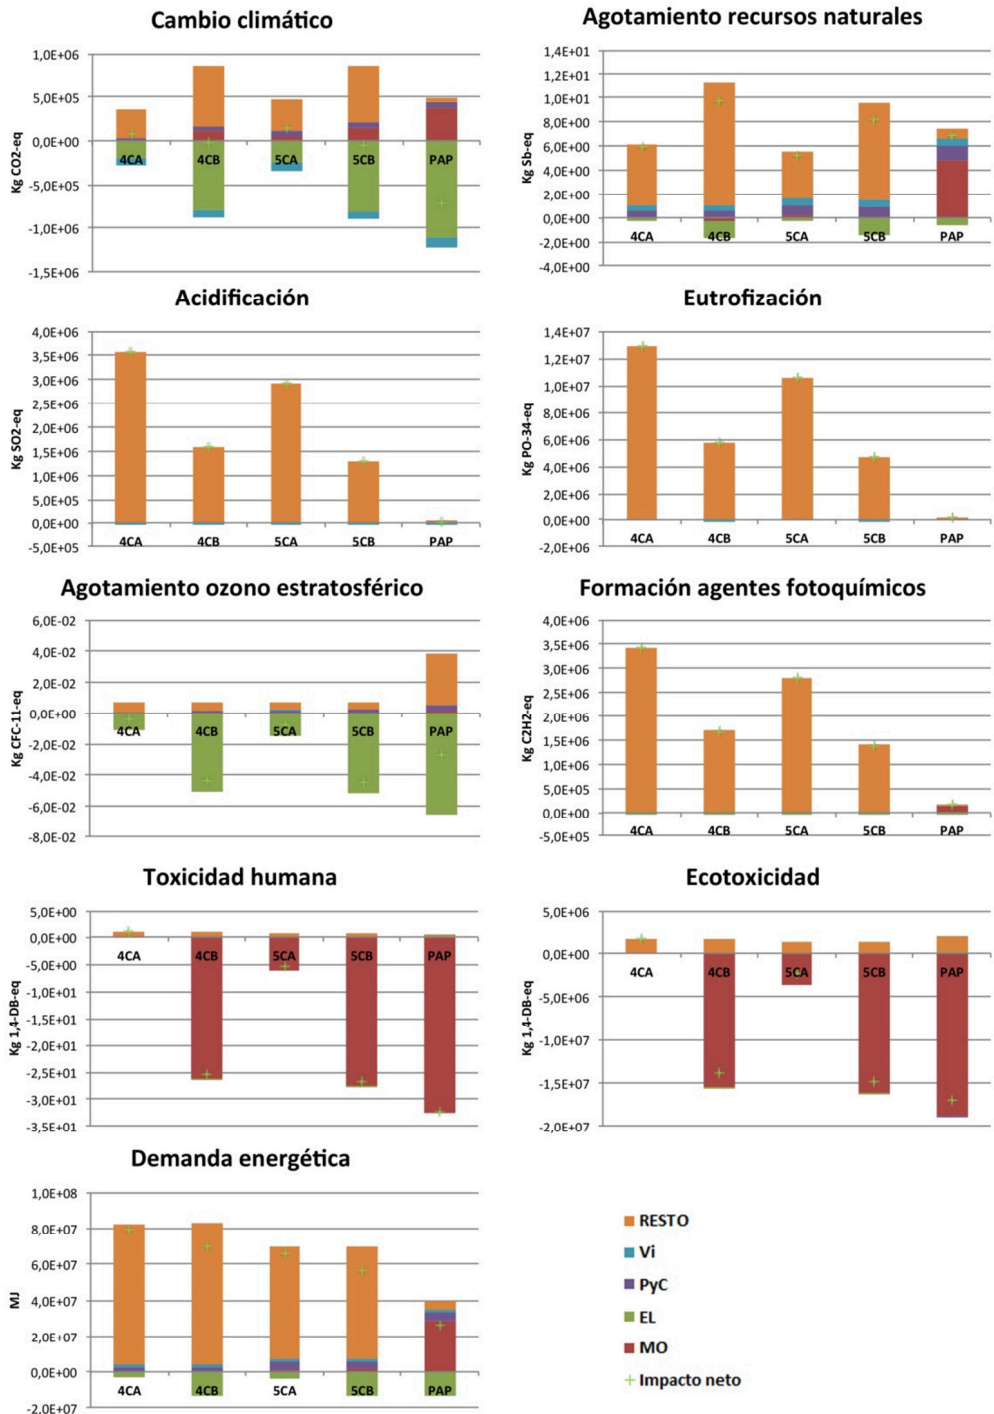 Cambio climático
Kg CO2-eq
1,0E+06
5,0E+05
0,0E+00
-5,0E+05
-1,0E+06
-1,5E+06
4CA 4CB 5CA 5CB PAP
Agotamiento recursos naturales
Kg Sb-eq
1,4E+01
1,2E+01
1,0E+01
8,0E+00
6,0E+00
4,0E+00
2,0E+00
0,0E+00
-2,0E+00
-4,0E+00
4CA 4CB 5CA 5CB PAP
Acidificación
Kg SO2-eq
4,0E+06
3,5E+06
3,0E+06
2,5E+06
2,0E+06
1,5E+06
1,0E+06
5,0E+05
0,0E+00
-5,0E+05
4CA 4CB 5CA 5CB PAP
Eutrofización
Kg PO-34-eq
1,4E+07
1,2E+07
1,0E+07
8,0E+06
6,0E+06
4,0E+06
2,0E+06
0,0E+00
-2,0E+06
4CA 4CB 5CA 5CB PAP
Agotamiento ozono estratosférico
Kg CFC-11-eq
6,0E-02
4,0E-02
2,0E-02
0,0E+00
-2,0E-02
-4,0E-02
-6,0E-02
-8,0E-02
4CA 4CB 5CA 5CB PAP
Formación agentes fotoquímicos
Kg C2H2-eq
4,0E+06
3,5E+06
3,0E+06
2,5E+06
2,0E+06
1,5E+06
1,0E+06
5,0E+05
0,0E+00
-5,0E+05
4CA 4CB 5CA 5CB PAP
Toxicidad humana
Kg 1,4-DB-eq
5,0E+00
0,0E+00
-5,0E+00
-1,0E+01
-1,5E+01
-2,0E+01
-2,5E+01
-3,0E+01
-3,5E+01
4CA 4CB 5CA 5CB PAP
Ecotoxicidad
Kg 1,4-DB-eq
5,0E+06
0,0E+00
-5,0E+06
-1,0E+07
-1,5E+07
-2,0E+07
4CA 4CB 5CA 5CB PAP
Demanda energética
MJ
1,0E+08
8,0E+07
6,0E+07
4,0E+07
2,0E+07
0,0E+00
-2,0E+07
4CA 4CB 5CA 5CB PAP
RESTO
Vi
PyC
EL
MO
Impacto neto